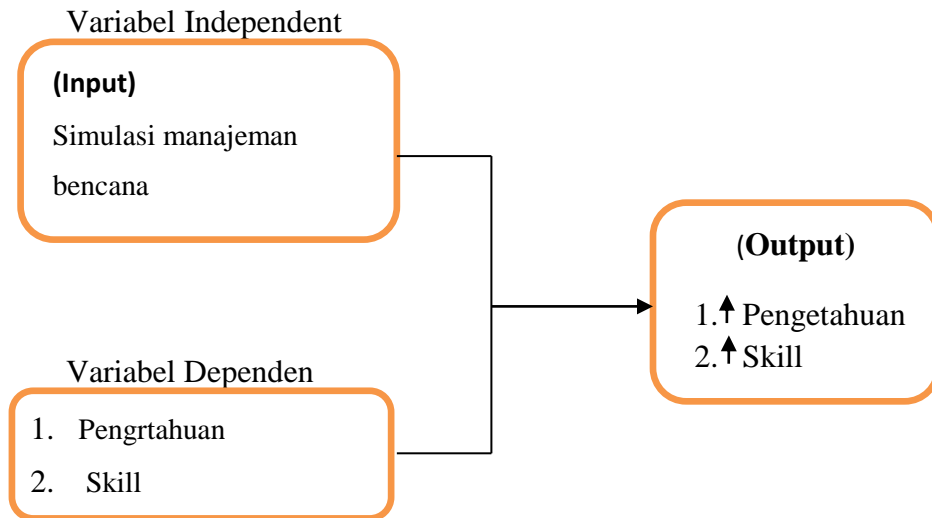 Variabel Independent
(Input)
Simulasi manajeman
bencana
(Output)
1. Pengetahuan
2. Skill
Variabel Dependen
1. Pengrtahuan
2. Skill